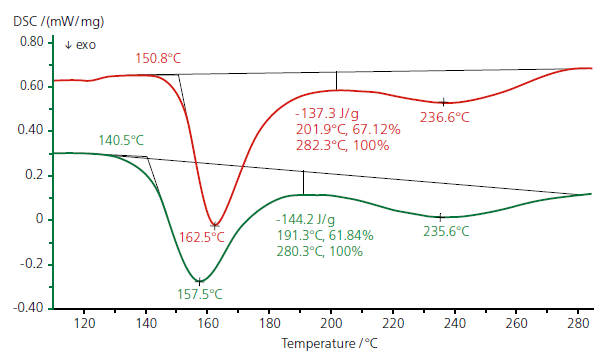 DSC /(mW/mg)
0.80
↓ exo
150.8°C
0.60
-137.3 J/g
201.9°C, 67.12%
282.3°C, 100%
236.6°C
0.40
140.5°C
0.2
-144.2 J/g
191.3°C, 61.84%
280.3°C, 100%
162.5°C
235.6°C
0
-0.2
157.5°C
-0.40
120 140 160 180 200 220 240 260 280
Temperature /°C